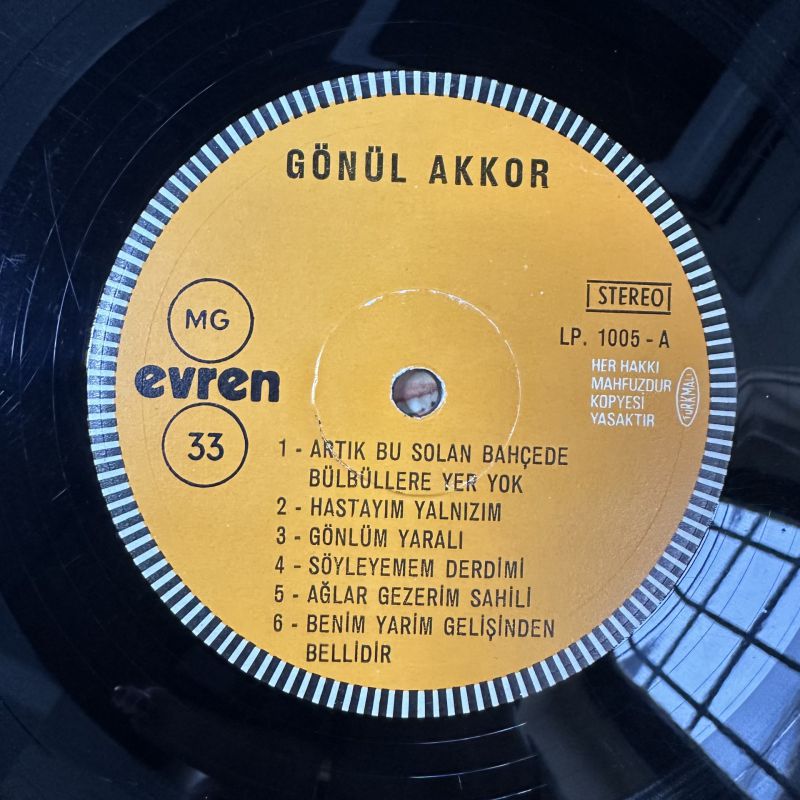 GÖNÜL AKKOR
STEREO
LP. 1005 - A
HER HAKKI
MAHFUZDUR
KOPYESİ
YASAKTIR
TÜRKMALI
MG
evren
33
1 - ARTIK BU SOLAN BAHÇEDE
BÜLBÜLLERE YER YOK
2 - HASTAYIM YALNIZIM
3 - GÖNLÜM YARALI
4 - SÖYLEYEMEM DERDİMİ
5 - AĞLAR GEZERİM SAHİLİ
6 - BENİM YARİM GELİŞİNDEN
BELLİDİR